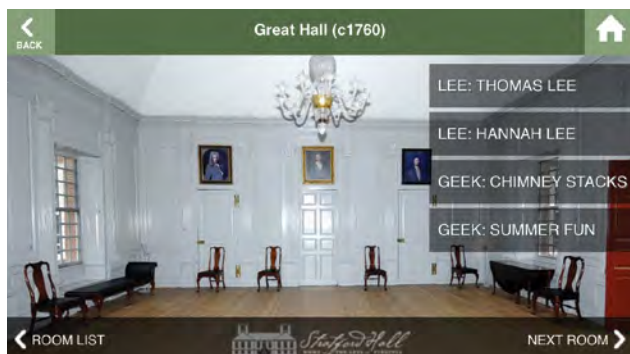 BACK
Great Hall (c1760)
LEE: THOMAS LEE
LEE: HANNAH LEE
GEEK: CHIMNEY STACKS
GEEK: SUMMER FUN
ROOM LIST
Stratford Hall
NEXT ROOM